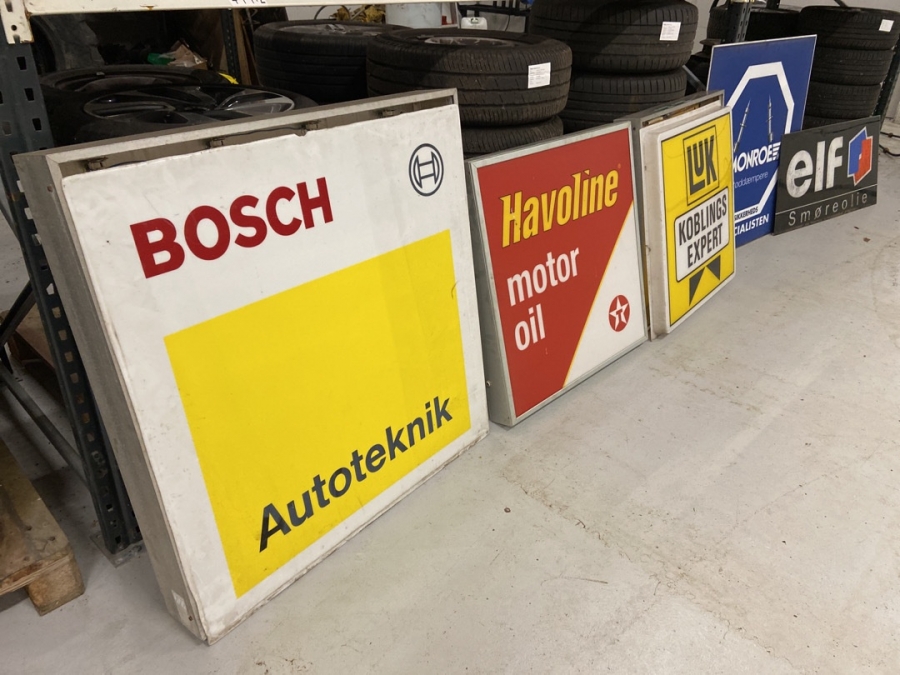 BOSCH
Autoteknik
Havoline
motor
oil
LUK
KOBLINGS
EXPERT
MONROE
elf
Smøreolie